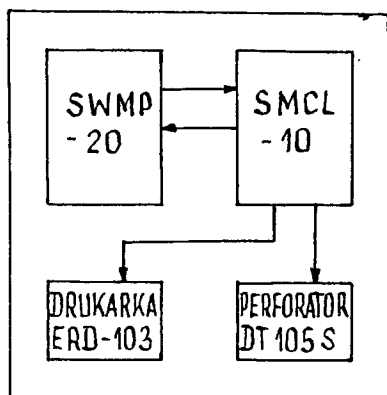 SWMP
-20
SMCL
-10
DRUKARKA
ERD-103
PERFORATOR
DT 105 S